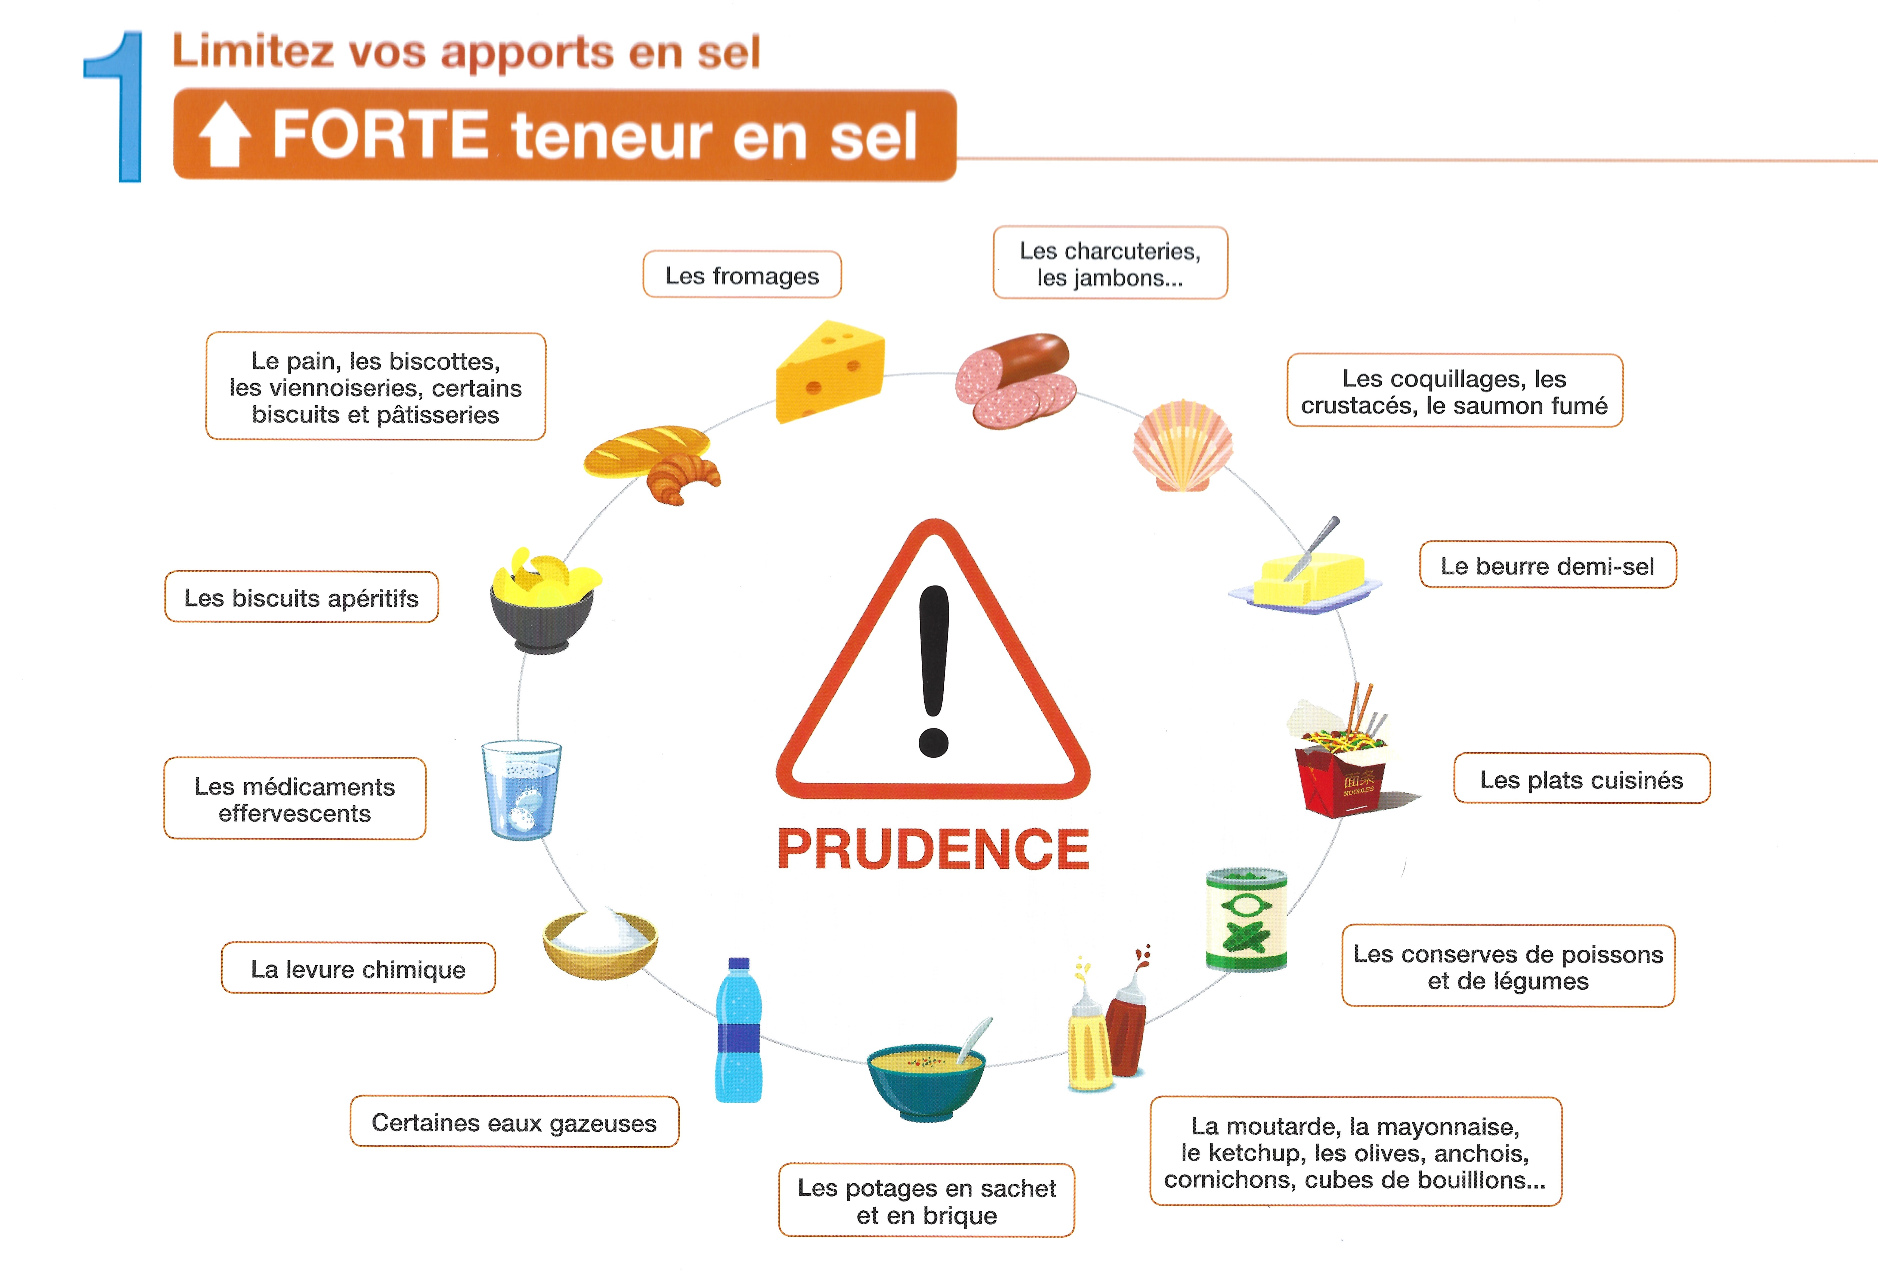 1
Limitez vos apports en sel
FORTE teneur en sel
Les fromages
Les charcuteries,
les jambons...
Le pain, les biscottes,
les viennoiseries, certains
biscuits et pâtisseries
Les coquillages, les
crustacés, le saumon fumé
Les biscuits apéritifs
Le beurre demi-sel
Les médicaments
effervescents
Les plats cuisinés
NOODLES
PRUDENCE
La levure chimique
Les conserves de poissons
et de légumes
Certaines eaux gazeuses
La moutarde, la mayonnaise,
le ketchup, les olives, anchois,
cornichons, cubes de bouilllons...
Les potages en sachet
et en brique